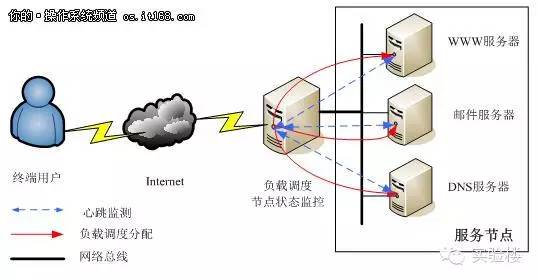 你的·操作系统频道 os.it168.com
WWW服务器
邮件服务器
DNS服务器
服务节点
终端用户
Internet
负载调度
节点状态监控
心跳监测
负载调度分配
网络总线
实验楼